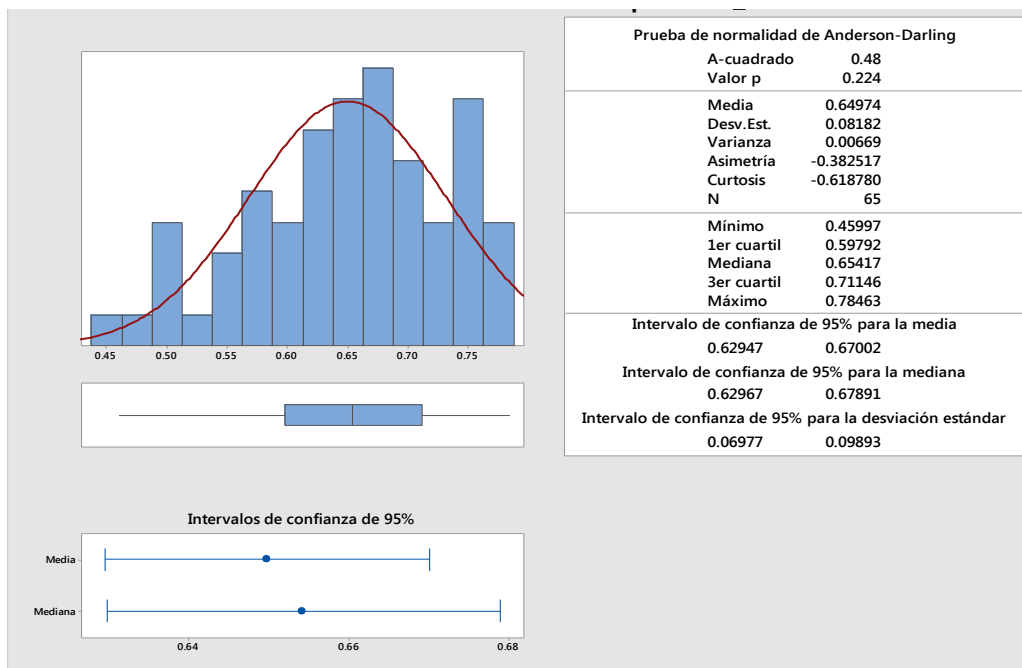 Prueba de normalidad de Anderson-Darling
A-cuadrado 0.48
Valor p 0.224
Media 0.64974
Desv.Est. 0.08182
Varianza 0.00669
Asimetría -0.382517
Curtosis -0.618780
N 65
Mínimo 0.45997
1er cuartil 0.59792
Mediana 0.65417
3er cuartil 0.71146
Máximo 0.78463
Intervalo de confianza de 95% para la media
0.62947 0.67002
Intervalo de confianza de 95% para la mediana
0.62967 0.67891
Intervalo de confianza de 95% para la desviación estándar
0.06977 0.09893
0.45 0.50 0.55 0.60 0.65 0.70 0.75
Intervalos de confianza de 95%
Media
Mediana
0.64 0.66 0.68